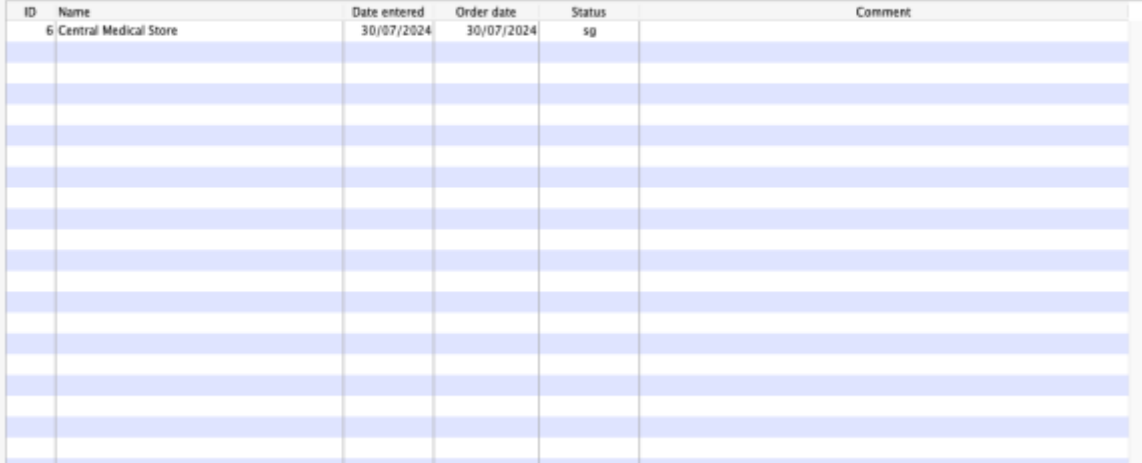 ID Name Date entered Order date Status Comment
6 Central Medical Store 30/07/2024 30/07/2024 sg